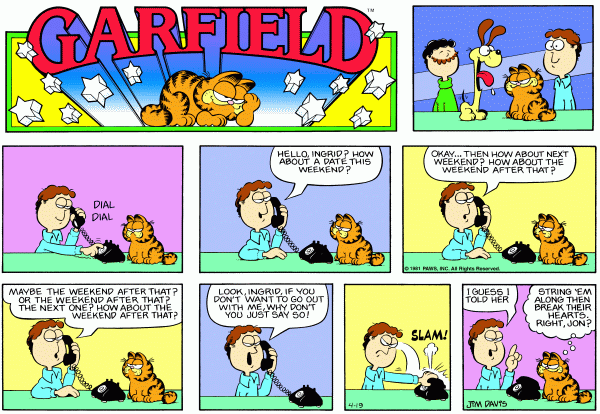 GARFIELD
TM
DIAL
DIAL
HELLO, INGRID? HOW
ABOUT A DATE THIS
WEEKEND?
OKAY... THEN HOW ABOUT NEXT
WEEKEND? HOW ABOUT THE
WEEKEND AFTER THAT?
© 1981 PAWS, INC. All Rights Reserved.
MAYBE THE WEEKEND AFTER THAT?
OR THE WEEKEND AFTER THAT?
THE NEXT ONE? HOW ABOUT THE
WEEKEND AFTER THAT?
LOOK, INGRID, IF YOU
DON'T WANT TO GO OUT
WITH ME, WHY DON'T
YOU JUST SAY SO!
SLAM!
4-19
I GUESS I
TOLD HER
STRING 'EM
ALONG THEN
BREAK THEIR
HEARTS.
RIGHT, JON?
JIM DAVIS